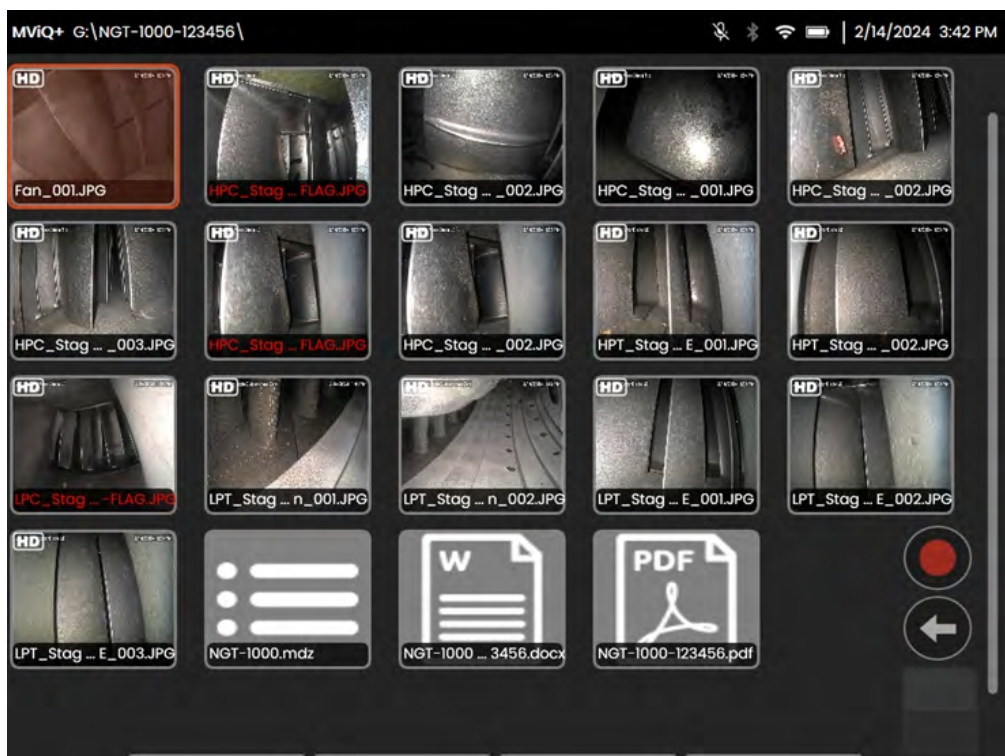 MViQ+ G:\NGT-1000-123456\
2/14/2024 3:42 PM
HD HD HD HD HD
Fan_001.JPG
HPC_Stag ... FLAG.JPG
HPC_Stag ... _002.JPG
HPC_Stag ... _001.JPG
HPC_Stag ... _002.JPG
HD HD HD HD HD
HPC_Stag ... _003.JPG
HPC_Stag ... FLAG.JPG
HPC_Stag ... _002.JPG
HPT_Stag ... E_001.JPG
HPT_Stag ... _002.JPG
HD HD HD HD HD
LPC_Stag ... -FLAG.JPG
LPT_Stag ... n_001.JPG
LPT_Stag ... n_002.JPG
LPT_Stag ... E_001.JPG
LPT_Stag ... E_002.JPG
HD
W
PDF
LPT_Stag ... E_003.JPG
NGT-1000.mdz
NGT-1000 ... 3456.docx
NGT-1000-123456.pdf